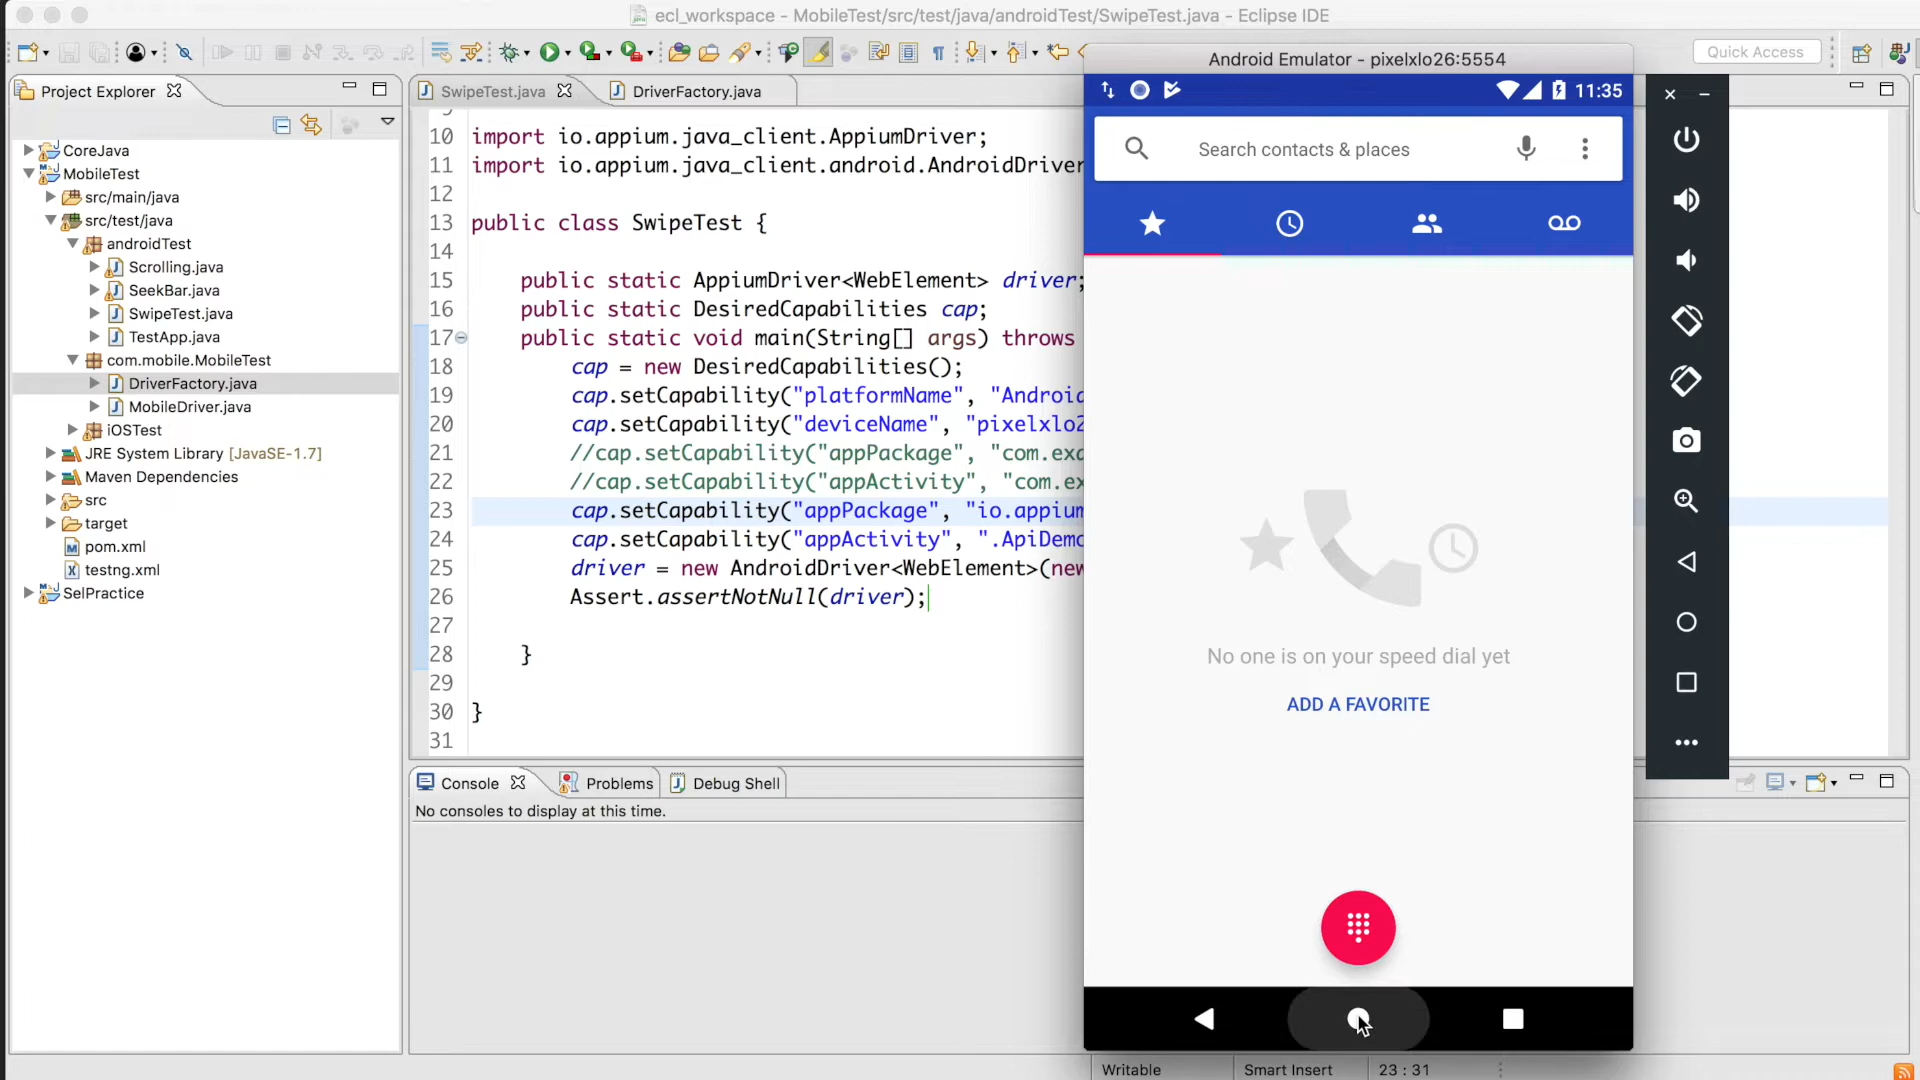 ecl_workspace - MobileTest/src/test/java/androidTest/SwipeTest.java - Eclipse IDE
Quick Access
Project Explorer
CoreJava
MobileTest
src/main/java
src/test/java
androidTest
Scrolling.java
SeekBar.java
SwipeTest.java
TestApp.java
com.mobile.MobileTest
DriverFactory.java
MobileDriver.java
iOSTest
JRE System Library [JavaSE-1.7]
Maven Dependencies
src
target
pom.xml
testng.xml
SelPractice
SwipeTest.java
DriverFactory.java
10 import io.appium.java_client.AppiumDriver;
11 import io.appium.java_client.android.AndroidDriver
12
13 public class SwipeTest {
14
15 public static AppiumDriver<WebElement> driver;
16 public static DesiredCapabilities cap;
17 public static void main(String[] args) throws
18 cap = new DesiredCapabilities();
19 cap.setCapability("platformName", "Android
20 cap.setCapability("deviceName", "pixelxlo2
21 //cap.setCapability("appPackage", "com.exa
22 //cap.setCapability("appActivity", "com.ex
23 cap.setCapability("appPackage", "io.appium
24 cap.setCapability("appActivity", ".ApiDemo
25 driver = new AndroidDriver<WebElement>(new
26 Assert.assertNotNull(driver);
27
28 }
29
30 }
31
Console
Problems
Debug Shell
No consoles to display at this time.
Android Emulator - pixelxlo26:5554
11:35
Search contacts & places
No one is on your speed dial yet
ADD A FAVORITE
Writable
Smart Insert
23 : 31